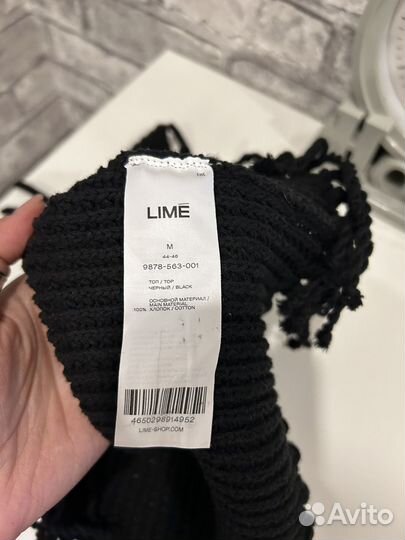 LIMĒ
M
44-46
9878-563-001
ТОП / TOP
ЧЕРНЫЙ / BLACK
ОСНОВНОЙ МАТЕРИАЛ /
MAIN MATERIAL
100% ХЛОПОК / COTTON
4650298914952
LIME-SHOP.COM
Avito